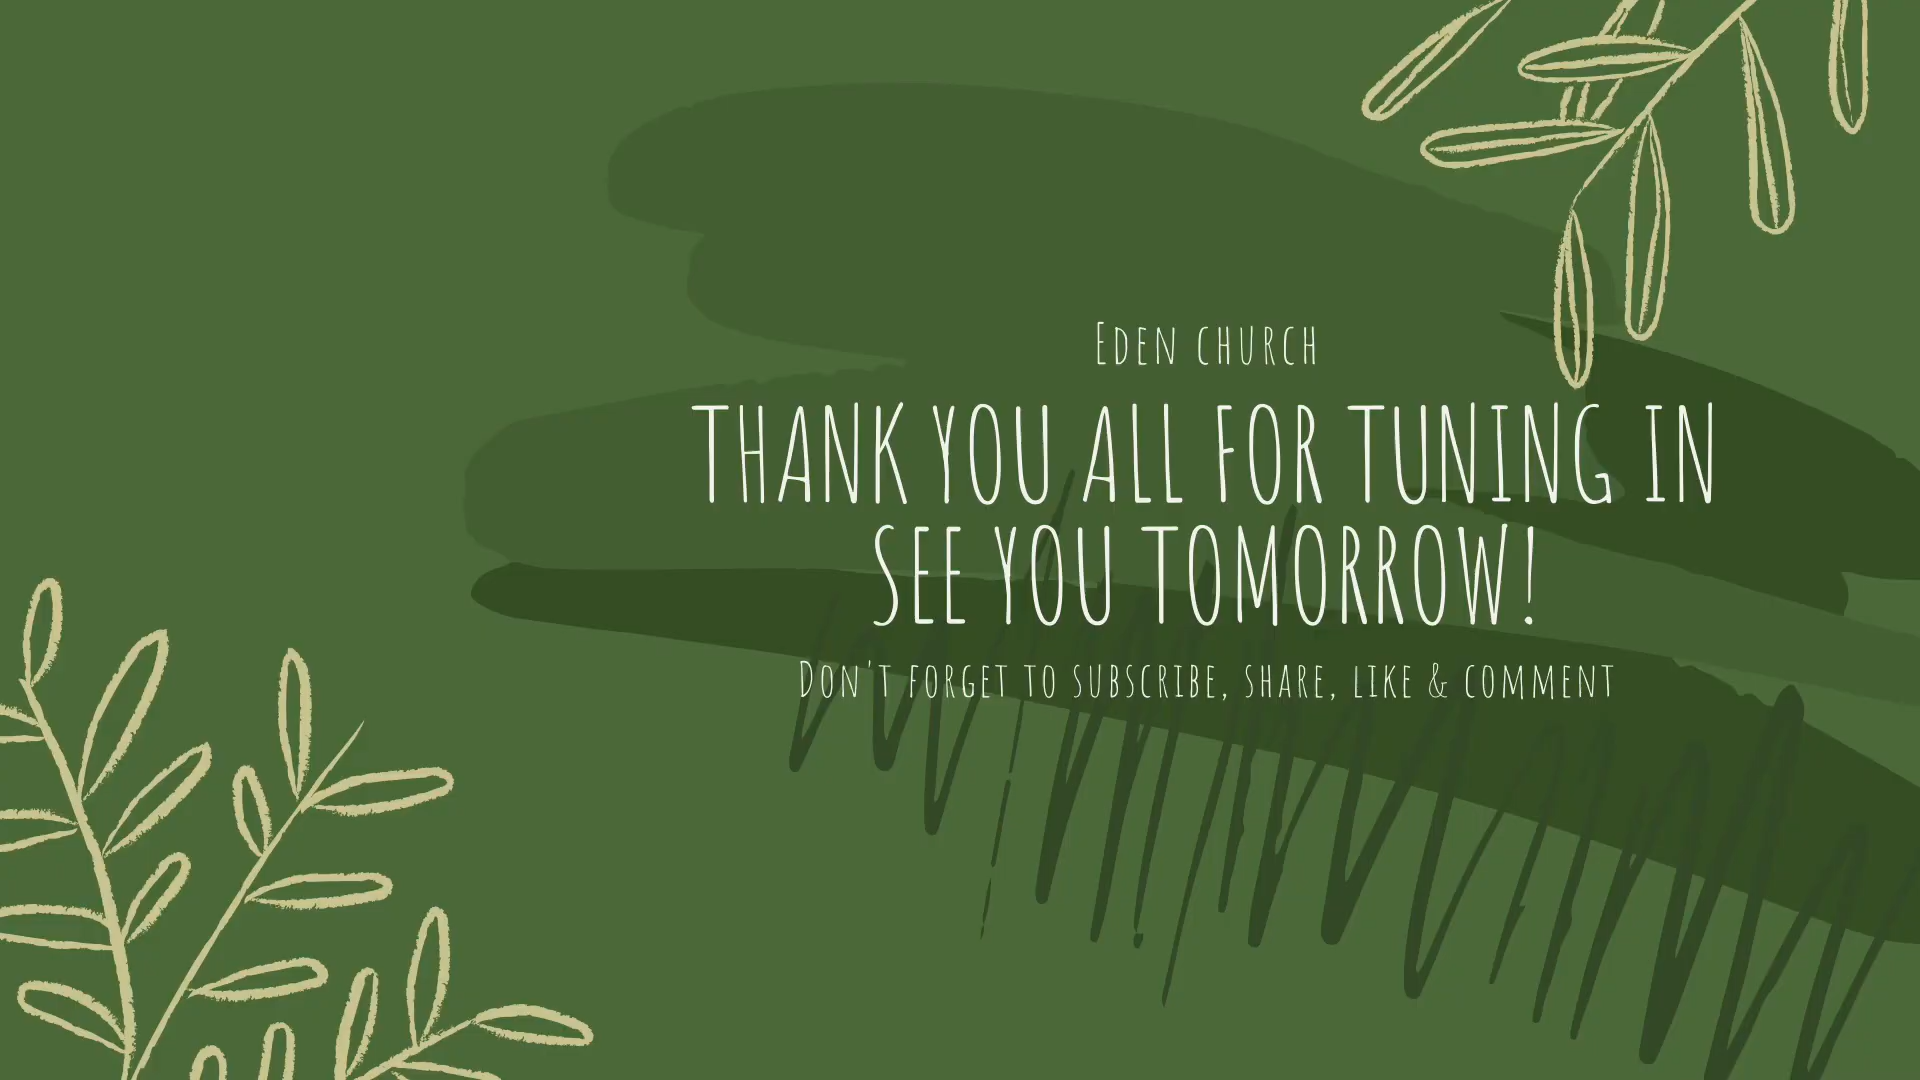 Eden church
THANK YOU ALL FOR TUNING IN
SEE YOU TOMORROW!
Don't forget to subscribe, share, like & comment